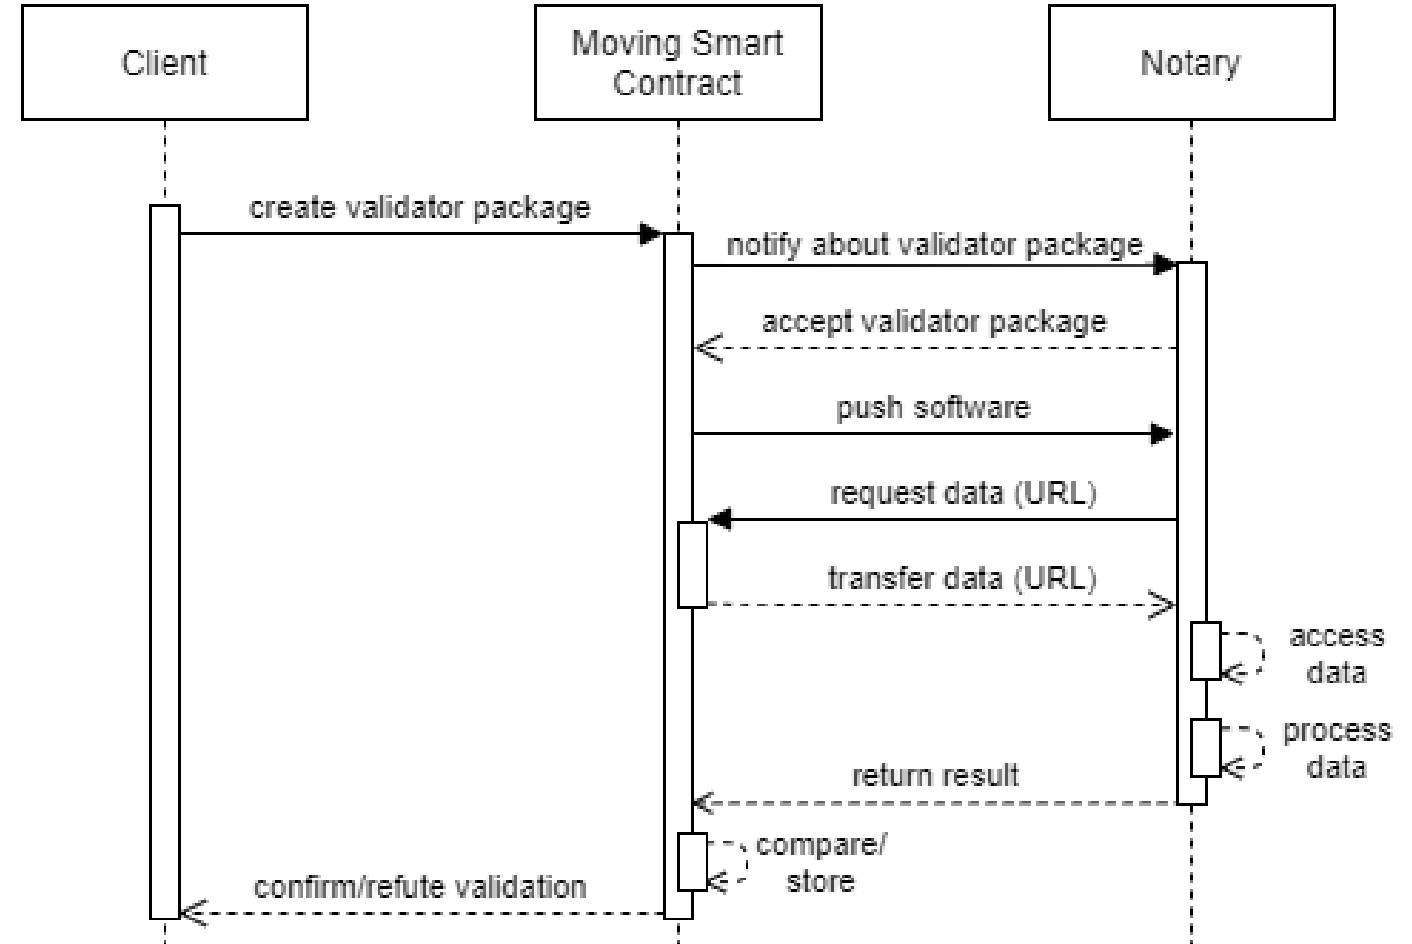 Client
Moving Smart
Contract
Notary
create validator package
notify about validator package
accept validator package
push software
request data (URL)
transfer data (URL)
access
data
process
data
return result
compare/
store
confirm/refute validation